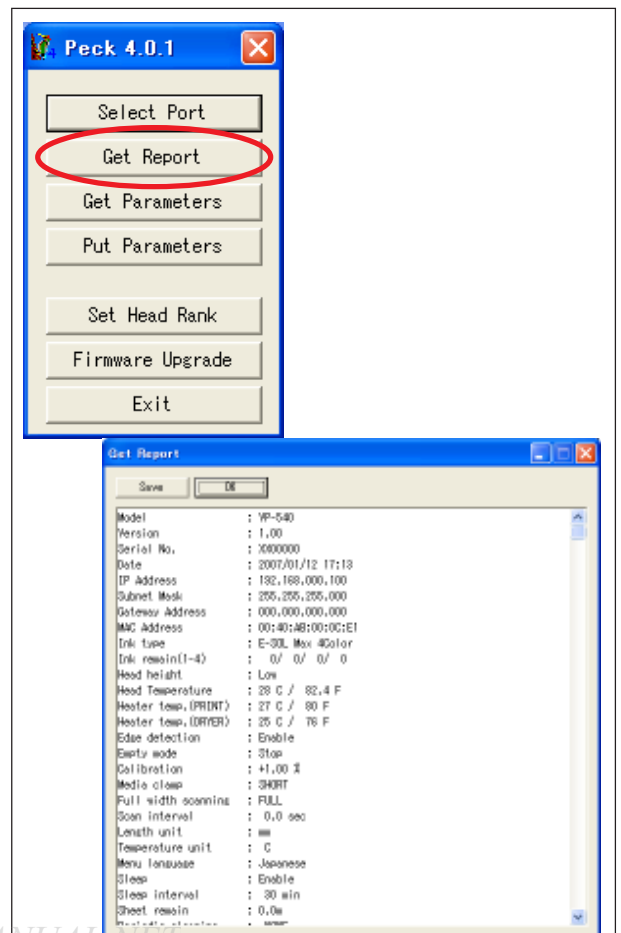 Peck 4.0.1
Select Port
Get Report
Get Parameters
Put Parameters
Set Head Rank
Firmware Upgrade
Exit
Get Report
Save OK
Model : VP-540
Version : 1.00
Serial No. : XX00000
Date : 2007/01/12 17:13
IP Address : 192.168.000.100
Subnet Mask : 255.255.255.000
Gateway Address : 000.000.000.000
MAC Address : 00:40:AB:00:0C:E1
Ink type : E-SOL Max 4Color
Ink remain(1-4) : 0/ 0/ 0/ 0
Head height : Low
Head Temperature : 28 C / 82.4 F
Heater temp.(PRINT) : 27 C / 80 F
Heater temp.(DRYER) : 25 C / 76 F
Edge detection : Enable
Empty mode : Stop
Calibration : +1.00 %
Media clamp : SHORT
Full width scanning : FULL
Scan interval : 0.0 sec
Length unit : mm
Temperature unit : C
Menu language : Japanese
Sleep : Enable
Sleep interval : 30 min
Sheet remain : 0.0m